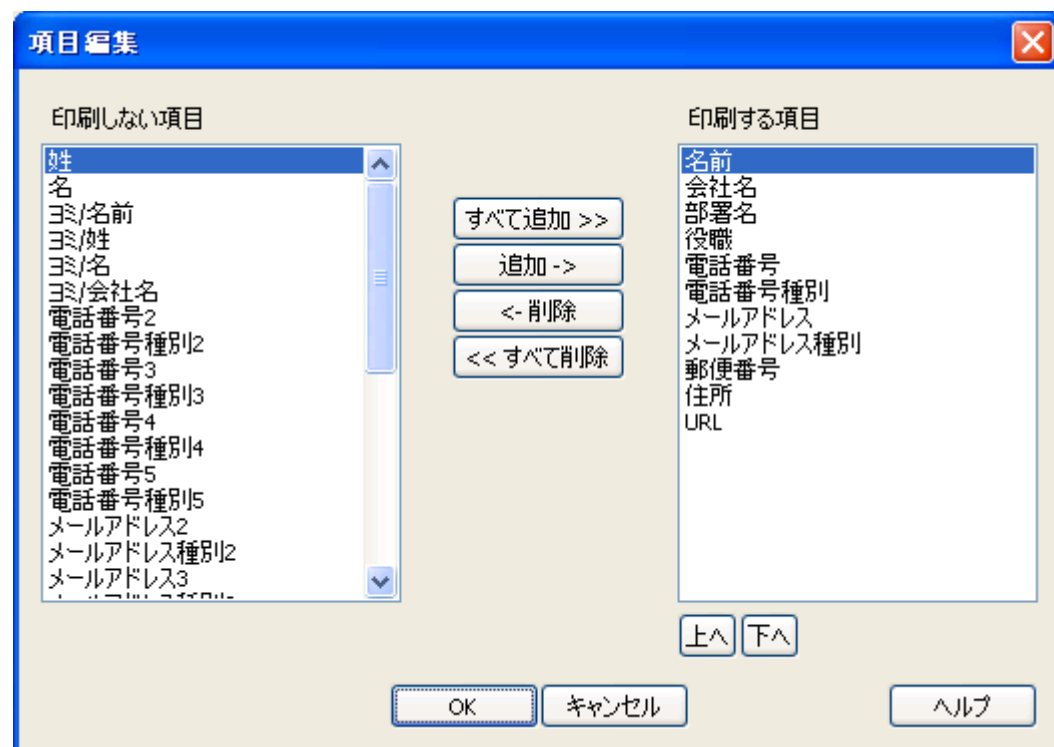 項目編集
印刷しない項目
姓
名
ヨミ/名前
ヨミ/姓
ヨミ/名
ヨミ/会社名
電話番号2
電話番号種別2
電話番号3
電話番号種別3
電話番号4
電話番号種別4
電話番号5
電話番号種別5
メールアドレス2
メールアドレス種別2
メールアドレス3
すべて追加 >>
追加 ->
<- 削除
<< すべて削除
印刷する項目
名前
会社名
部署名
役職
電話番号
電話番号種別
メールアドレス
メールアドレス種別
郵便番号
住所
URL
上へ
下へ
OK
キャンセル
ヘルプ